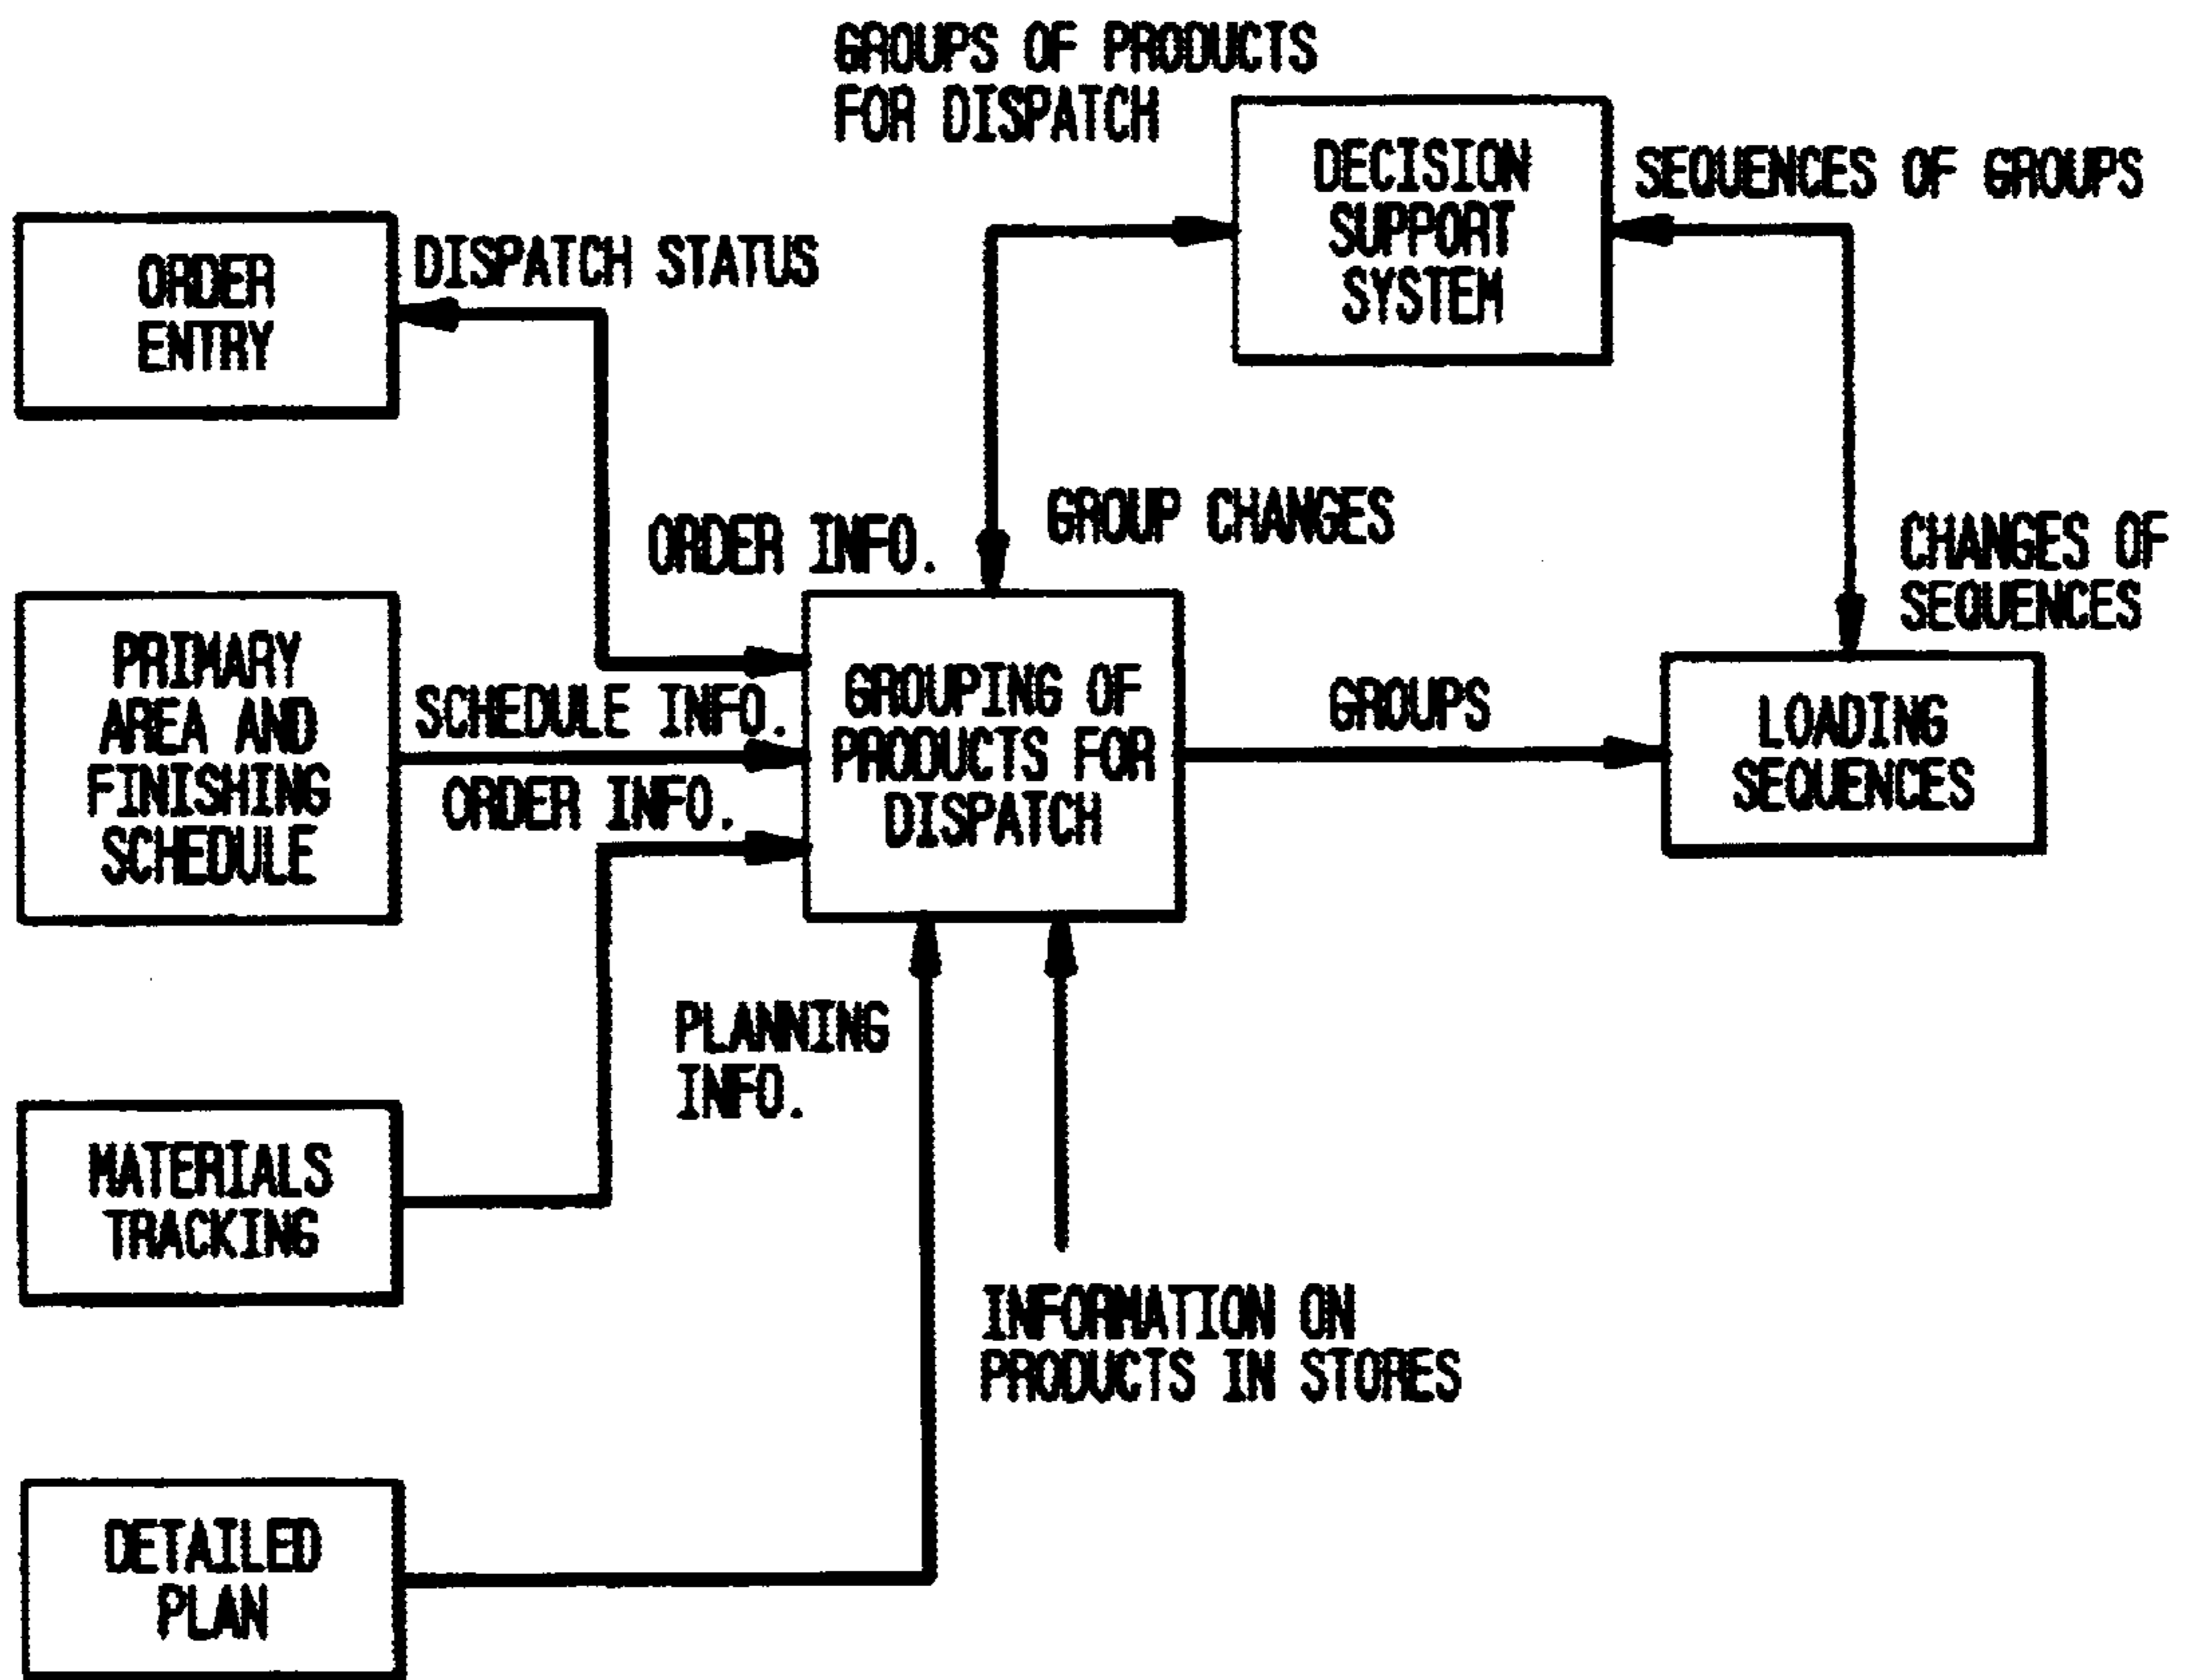 GROUPS OF PRODUCTS
FOR DISPATCH
DECISION
SUPPORT
SYSTEM
SEQUENCES OF GROUPS
ORDER
ENTRY
DISPATCH STATUS
ORDER INFO.
GROUP CHANGES
CHANGES OF
SEQUENCES
PRIMARY
AREA AND
FINISHING
SCHEDULE
SCHEDULE INFO.
ORDER INFO.
GROUPING OF
PRODUCTS FOR
DISPATCH
GROUPS
LOADING
SEQUENCES
PLANNING
INFO.
MATERIALS
TRACKING
INFORMATION ON
PRODUCTS IN STORES
DETAILED
PLAN